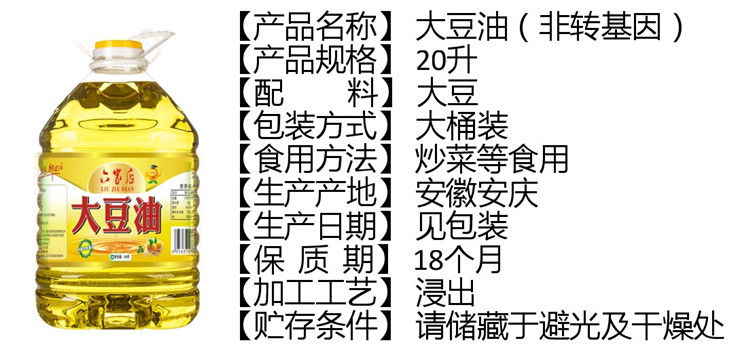 六家店
LIU JIA DIAN
大豆油
【产品名称】 大豆油（非转基因）
【产品规格】 20升
【配 料】 大豆
【包装方式】 大桶装
【食用方法】 炒菜等食用
【生产产地】 安徽安庆
【生产日期】 见包装
【保 质 期】 18个月
【加工工艺】 浸出
【贮存条件】 请储藏于避光及干燥处